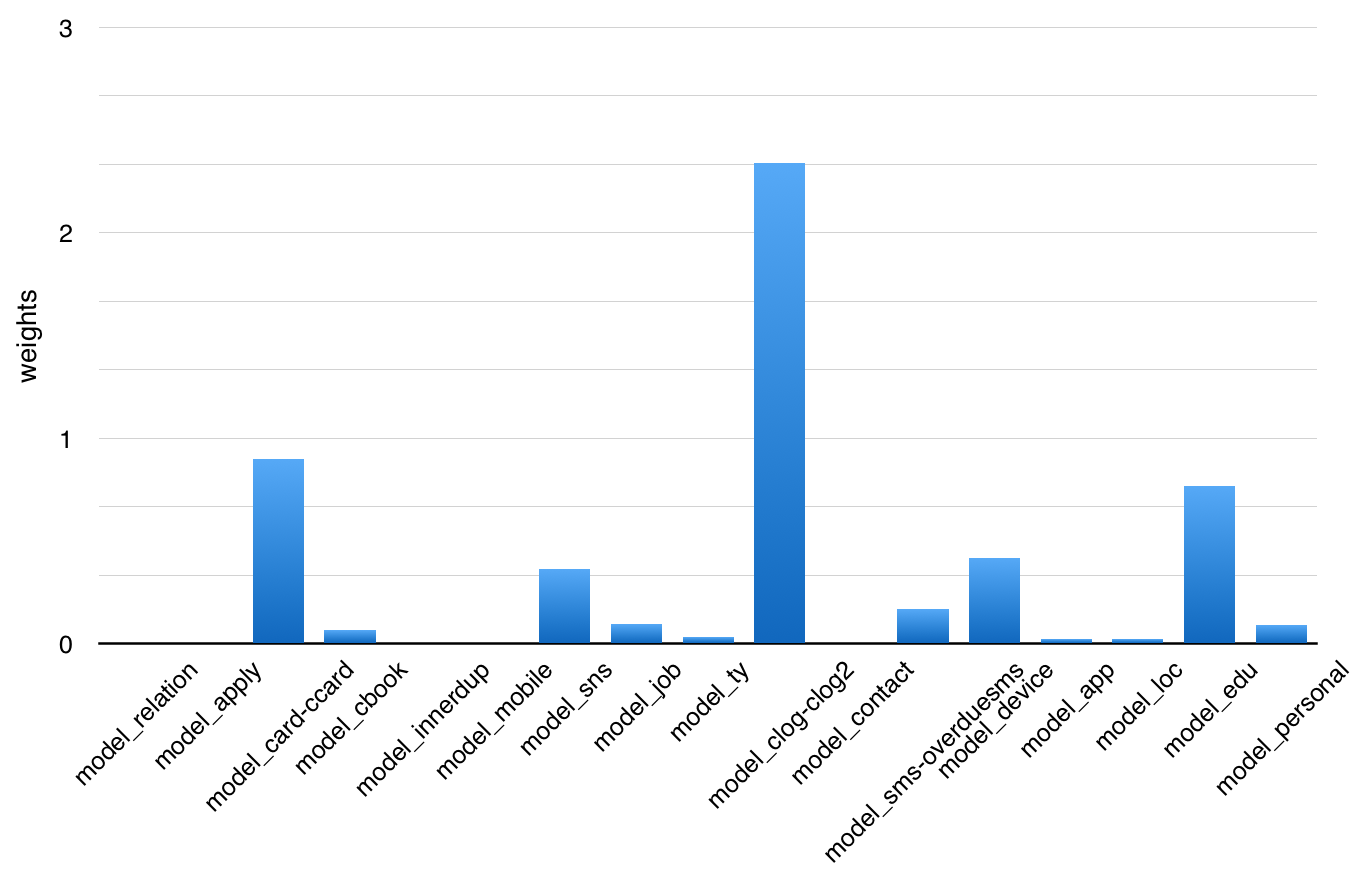 3
2
1
0
weights
model_relation
model_apply
model_card-ccard
model_cbook
model_innerdup
model_mobile
model_sns
model_job
model_ty
model_clog-clog2
model_contact
model_sms-overduesms
model_device
model_app
model_loc
model_edu
model_personal